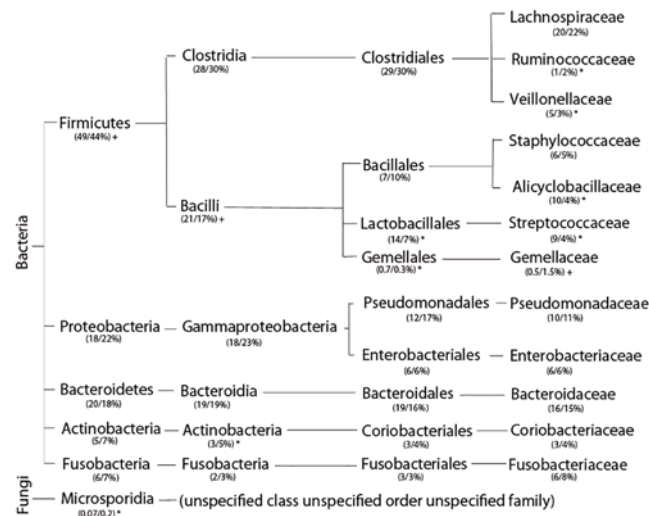 Lachnospiraceae
(20/22%)
Clostridia Clostridiales Ruminococcaceae
(28/30%) (29/30%) (1/2%) *
Veillonellaceae
(5/3%) *
Firmicutes
(49/44%) +
Staphylococcaceae
(6/5%)
Bacillales
(7/10%)
Alicyclobacillaceae
(10/4%) *
Bacilli
(21/17%) +
Lactobacillales Streptococcaceae
(14/7%) * (9/4%) *
Gemellales Gemellaceae
(0.7/0.3%) * (0.5/1.5%) +
Bacteria
Pseudomonadales Pseudomonadaceae
(12/17%) (10/11%)
Proteobacteria Gammaproteobacteria
(18/22%) (18/23%)
Enterobacteriales Enterobacteriaceae
(6/6%) (6/6%)
Bacteroidetes Bacteroidia Bacteroidales Bacteroidaceae
(20/18%) (19/19%) (19/16%) (16/15%)
Actinobacteria Actinobacteria Coriobacteriales Coriobacteriaceae
(5/7%) (3/5%) * (3/4%) (3/4%)
Fusobacteria Fusobacteria Fusobacteriales Fusobacteriaceae
(6/7%) (2/3%) (3/3%) (6/8%)
Fungi
Microsporidia (unspecified class unspecified order unspecified family)
(0.07/0.2) *